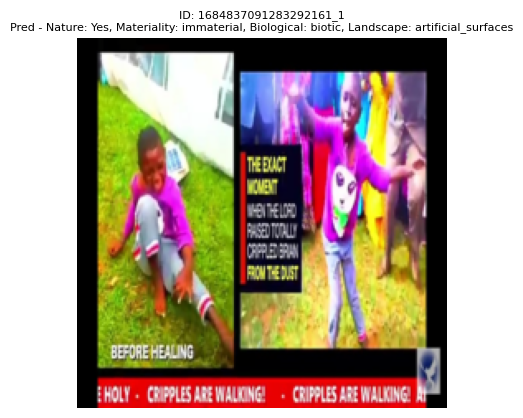 ID: 1684837091283292161_1
Pred - Nature: Yes, Materiality: immaterial, Biological: biotic, Landscape: artificial_surfaces
THE EXACT
MOMENT
WHEN THE LORD
RAISED TOTALLY
CRIPPLED BRIAN
FROM THE DUST
BEFORE HEALING
E HOLY - CRIPPLES ARE WALKING! - CRIPPLES ARE WALKING!